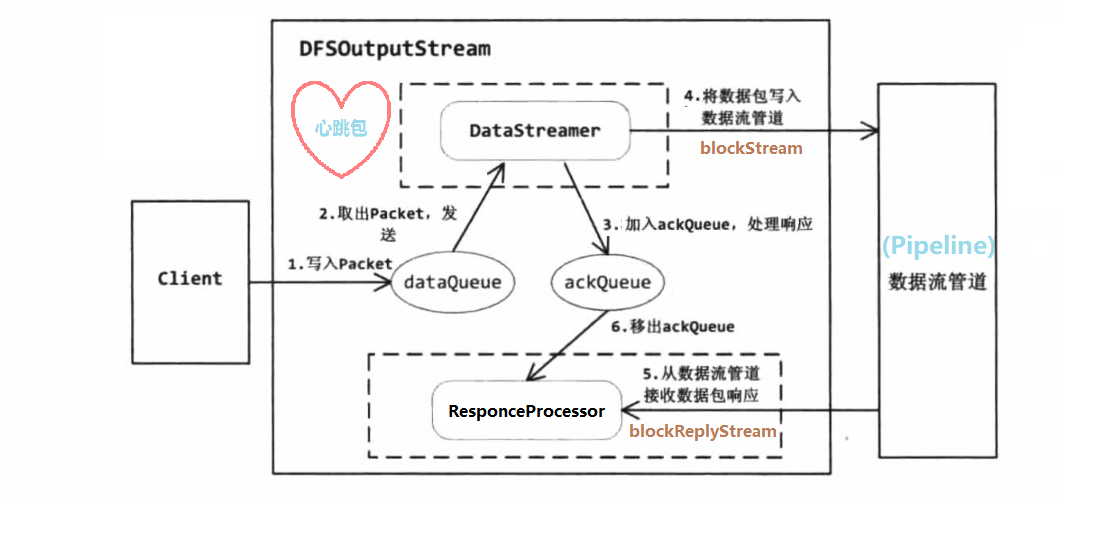 DFSOutputStream
心跳包
DataStreamer
4.将数据包写入
数据流管道
blockStream
2.取出Packet，发
送
3.加入ackQueue，处理响应
Client
1.写入Packet
dataQueue
ackQueue
(Pipeline)
数据流管道
6.移出ackQueue
5.从数据流管道
接收数据包响应
ResponceProcessor
blockReplyStream